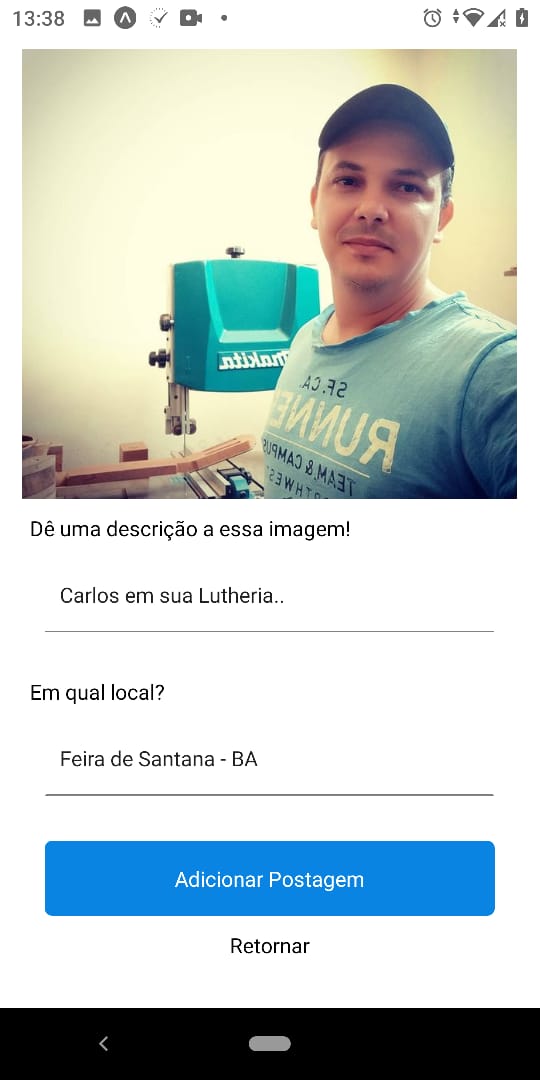 13:38
makita
SF.CA.
RUNNE
TEAM & CAMPUS
RTHWES
Dê uma descrição a essa imagem!
Carlos em sua Lutheria..
Em qual local?
Feira de Santana - BA
Adicionar Postagem
Retornar